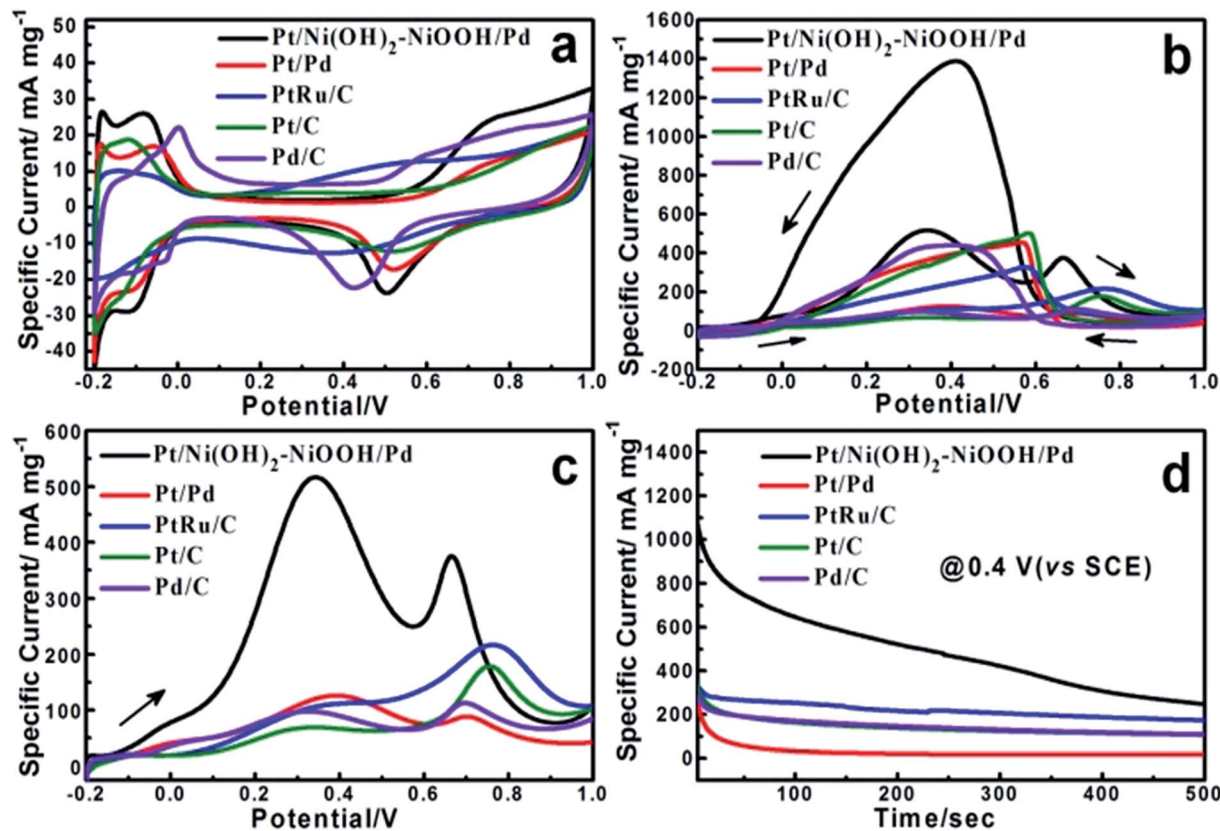 a
Pt/Ni(OH)₂-NiOOH/Pd
Pt/Pd
PtRu/C
Pt/C
Pd/C
Specific Current/ mA mg⁻¹
50
40
30
20
10
0
-10
-20
-30
-40
-0.2
0.0
0.2
0.4
0.6
0.8
1.0
Potential/V
b
Pt/Ni(OH)₂-NiOOH/Pd
Pt/Pd
PtRu/C
Pt/C
Pd/C
Specific Current/ mA mg⁻¹
1600
1400
1200
1000
800
600
400
200
0
-200
-0.2
0.0
0.2
0.4
0.6
0.8
1.0
Potential/V
c
Pt/Ni(OH)₂-NiOOH/Pd
Pt/Pd
PtRu/C
Pt/C
Pd/C
Specific Current/ mA mg⁻¹
600
500
400
300
200
100
0
-0.2
0.0
0.2
0.4
0.6
0.8
1.0
Potential/V
d
Pt/Ni(OH)₂-NiOOH/Pd
Pt/Pd
PtRu/C
Pt/C
Pd/C
@0.4 V(vs SCE)
Specific Current/ mA mg⁻¹
1400
1200
1000
800
600
400
200
0
100
200
300
400
500
Time/sec